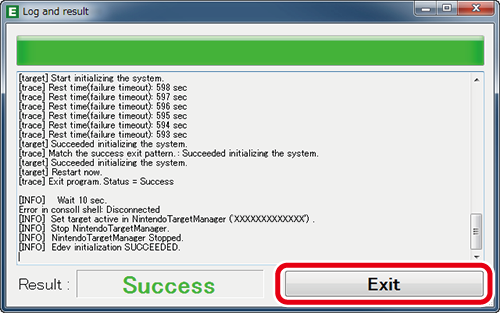 E Log and result
[target] Start initializing the system.
[trace] Rest time(failure timeout): 598 sec
[trace] Rest time(failure timeout): 597 sec
[trace] Rest time(failure timeout): 596 sec
[trace] Rest time(failure timeout): 595 sec
[trace] Rest time(failure timeout): 594 sec
[trace] Rest time(failure timeout): 593 sec
[target] Succeeded initializing the system.
[trace] Match the success exit pattern. : Succeeded initializing the system.
[target] Succeeded initializing the system.
[target] Restart now.
[trace] Exit program. Status = Success

[INFO] Wait 10 sec.
Error in consoll shell: Disconnected
[INFO] Set target active in NintendoTargetManager ('XXXXXXXXXXXXX') .
[INFO] Stop NintendoTargetManager.
[INFO] NintendoTargetManager Stopped.
[INFO] Edev initialization SUCCEEDED.
Result : Success Exit